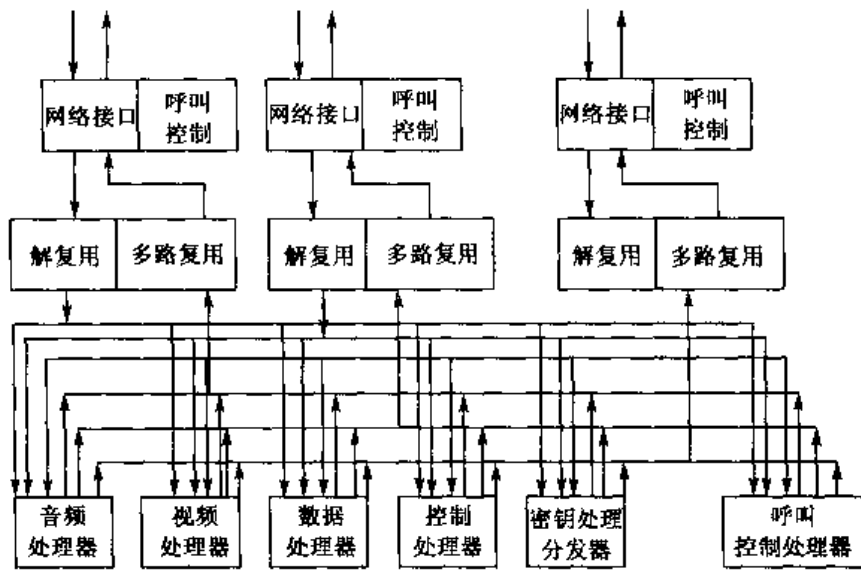 网络接口
呼叫
控制
网络接口
呼叫
控制
网络接口
呼叫
控制
解复用
多路复用
解复用
多路复用
解复用
多路复用
音频
处理器
视频
处理器
数据
处理器
控制
处理器
密钥处理
分发器
呼叫
控制处理器